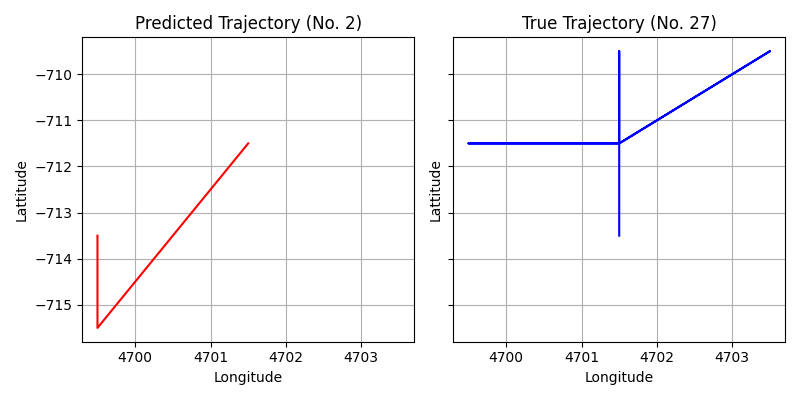 Predicted Trajectory (No. 2)
True Trajectory (No. 27)
Lattitude
−710
−711
−712
−713
−714
−715
4700 4701 4702 4703
Longitude
Lattitude
4700 4701 4702 4703
Longitude